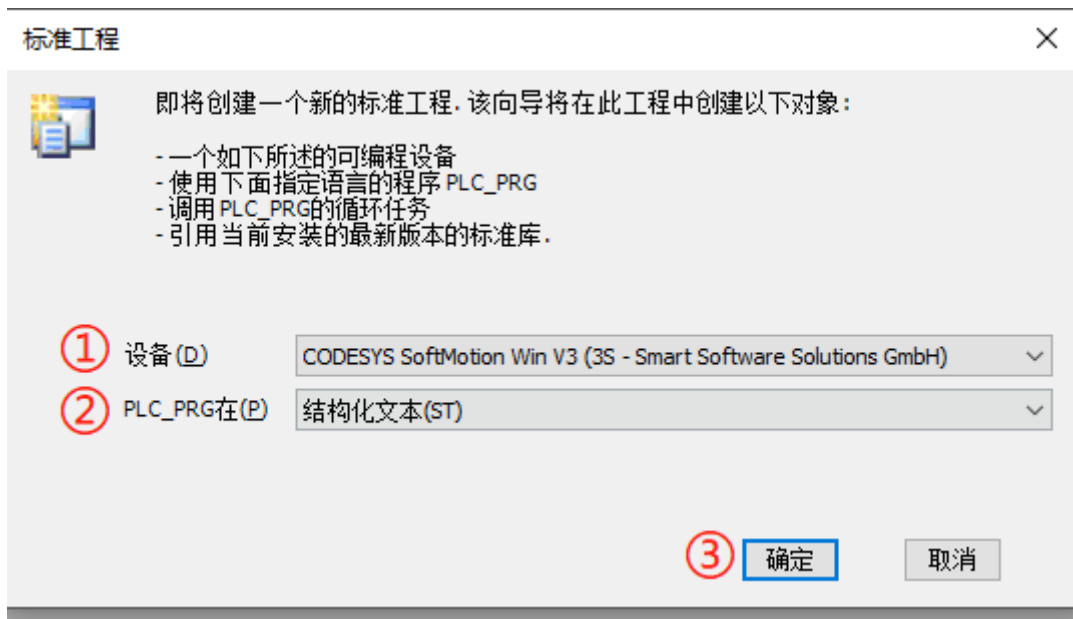 标准工程
即将创建一个新的标准工程.该向导将在此工程中创建以下对象:
-一个如下所述的可编程设备
-使用下面指定语言的程序 PLC_PRG
-调用 PLC_PRG的循环任务
-引用当前安装的最新版本的标准库.
① 设备(D) CODESYS SoftMotion Win V3 (3S - Smart Software Solutions GmbH)
② PLC_PRG在(P) 结构化文本(ST)
③ 确定 取消